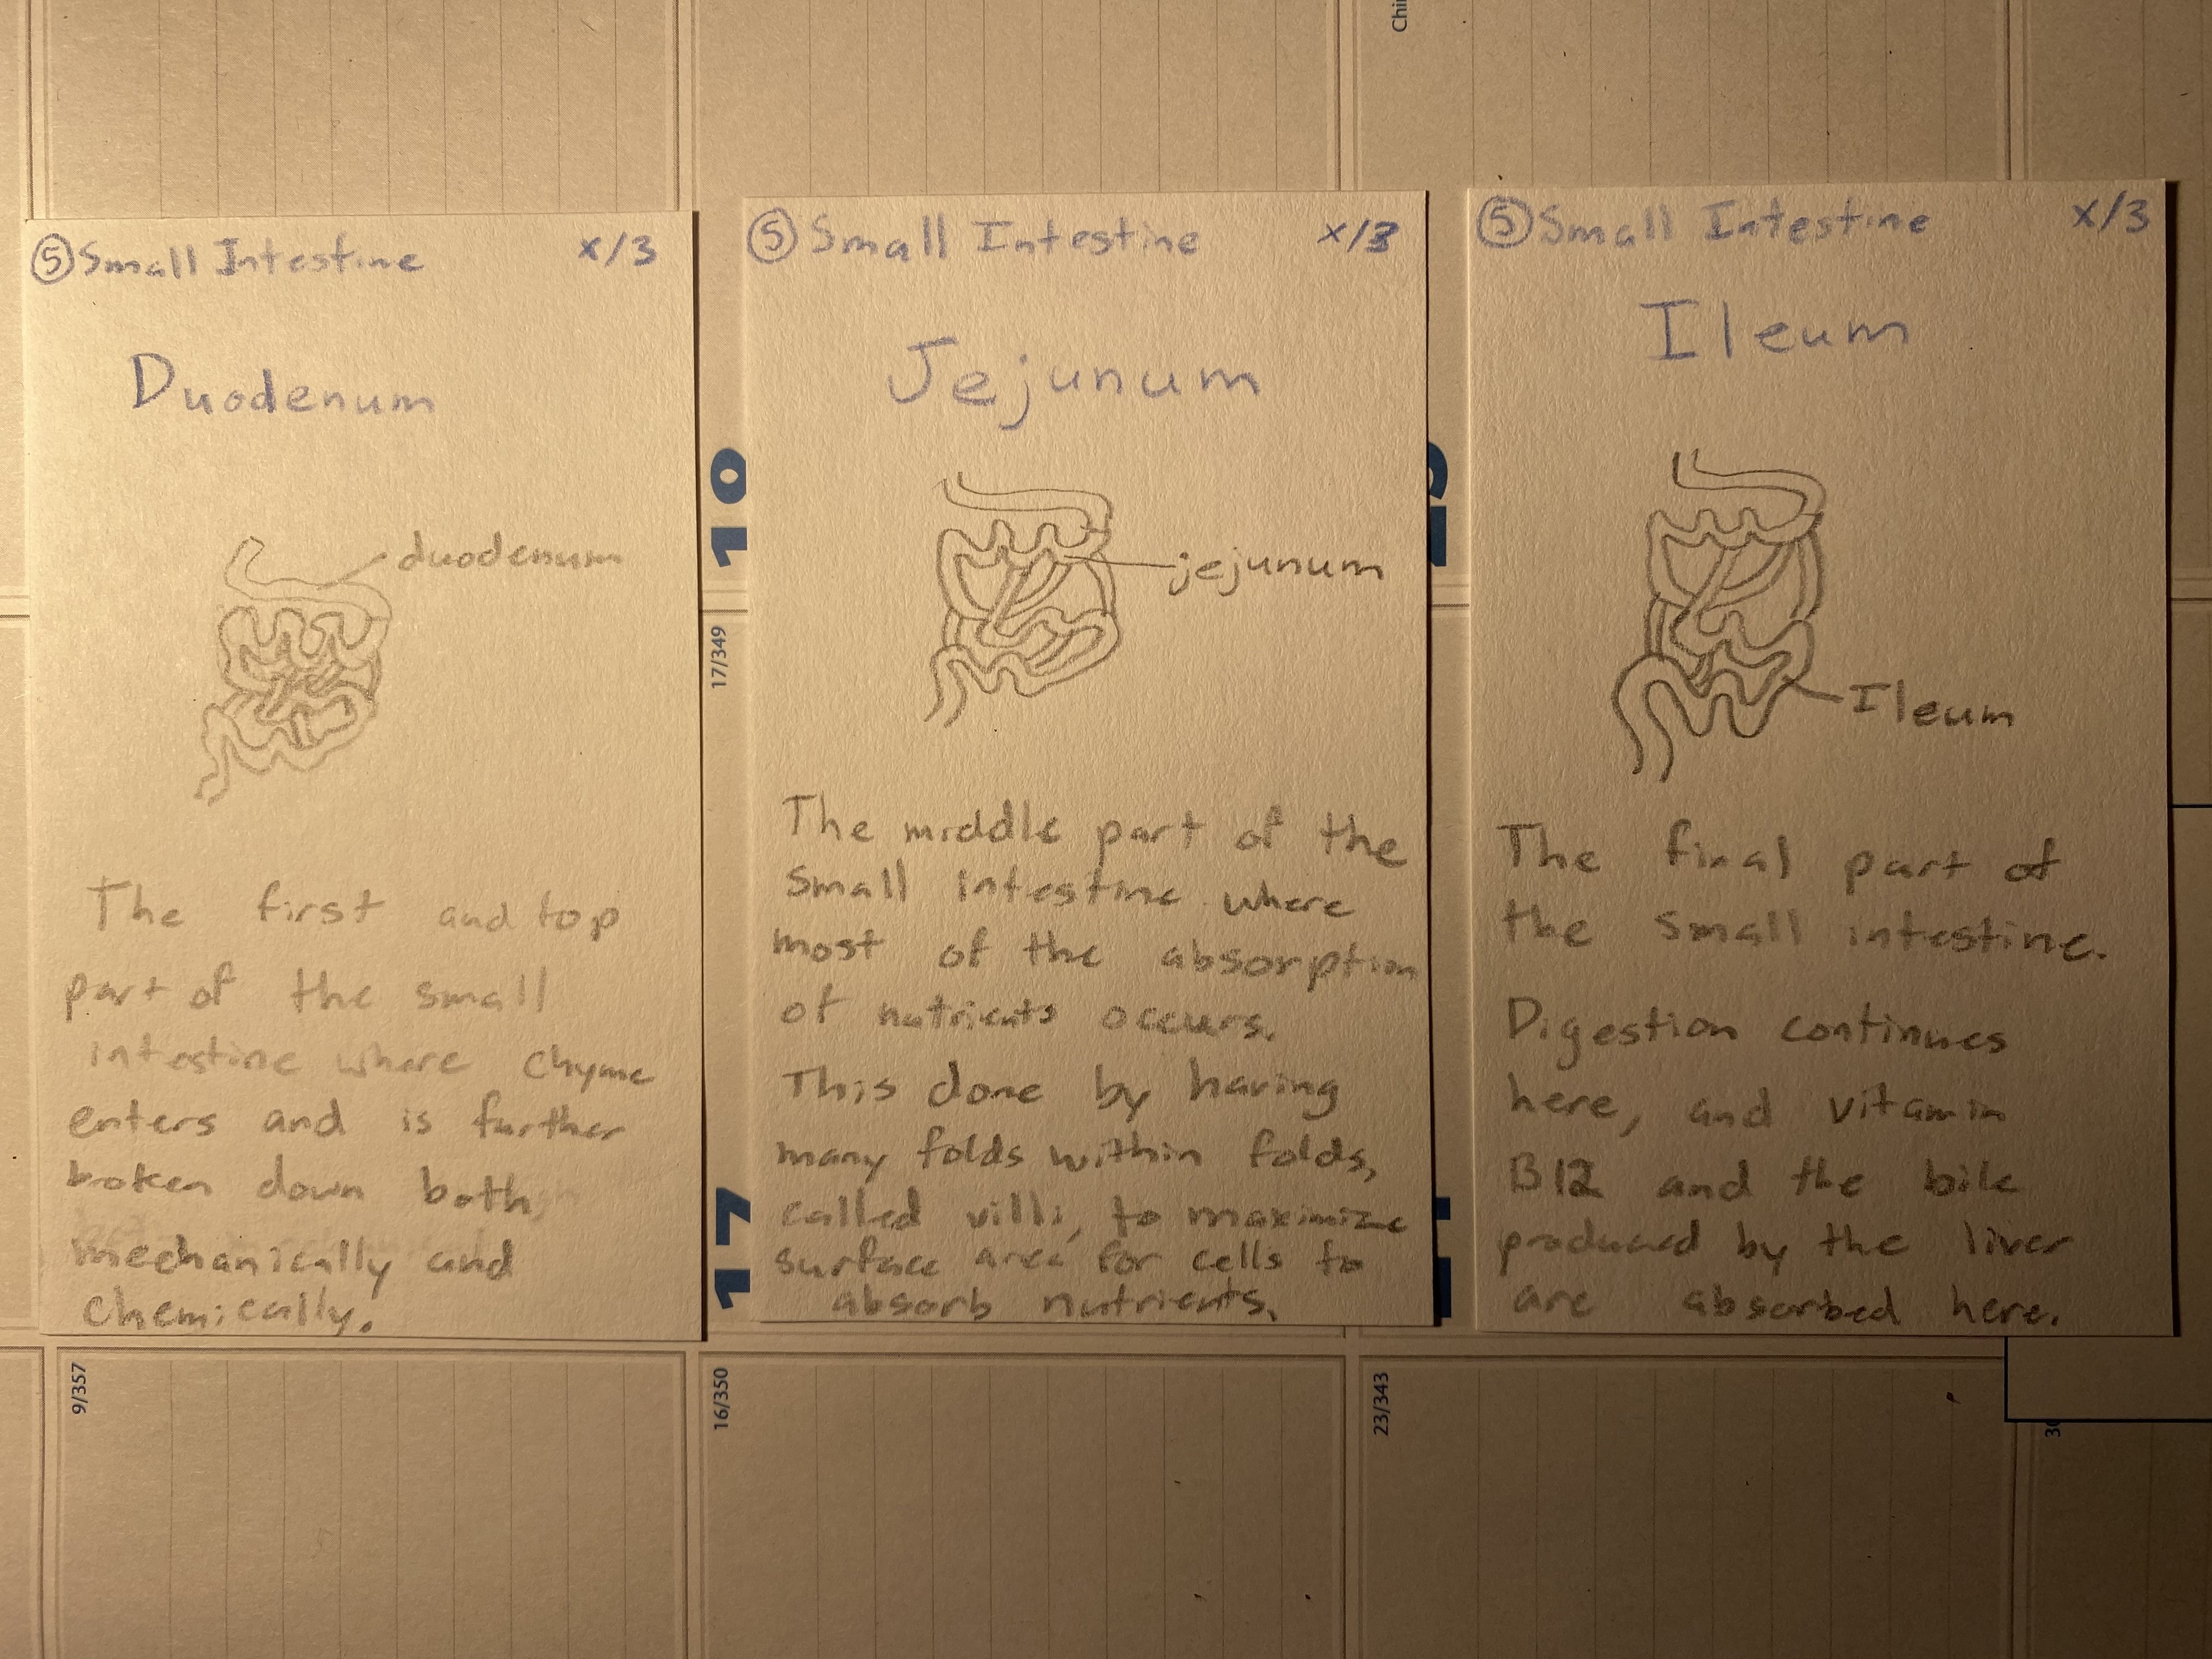 Chin
⑤ Small Intestine x/3
Duodenum
duodenum
The first and top
part of the small
intestine where chyme
enters and is further
broken down both
mechanically and
chemically.
⑤ Small Intestine x/3
Jejunum
jejunum
The middle part of the
small intestine where
most of the absorption
of nutrients occurs.
This done by having
many folds within folds,
called villi, to maximize
surface area for cells to
absorb nutrients.
⑤ Small Intestine x/3
Ileum
Ileum
The final part of
the small intestine.
Digestion continues
here, and vitamin
B12 and the bile
produced by the liver
are absorbed here.
10
17/349
17
9/357
16/350
23/343